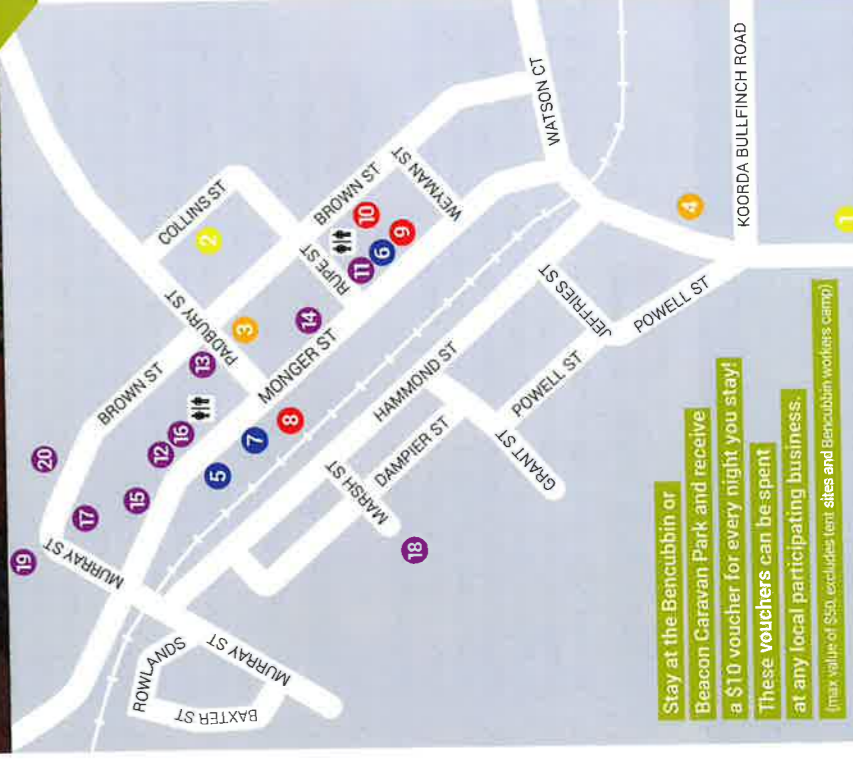 WATSON CT
KOORDA BULLFINCH ROAD
COLLINS ST
BROWN ST
WEYMAN ST
4
10
9
2
6
1
11
RUPE ST
PADBURY ST
3
14
JEFFRIES ST
POWELL ST
13
MONGER ST
BROWN ST
HAMMOND ST
POWELL ST
16
8
7
12
DAMPIER ST
GRANT ST
20
5
15
MARSH ST
17
18
19
MURRAY ST
MURRAY ST
ROWLANDS
BAXTER ST
Stay at the Bencubbin or
Beacon Caravan Park and receive
a $10 voucher for every night you stay!
These vouchers can be spent
at any local participating business.
(max value of $50, excludes tent sites and Bencubbin workers camp)